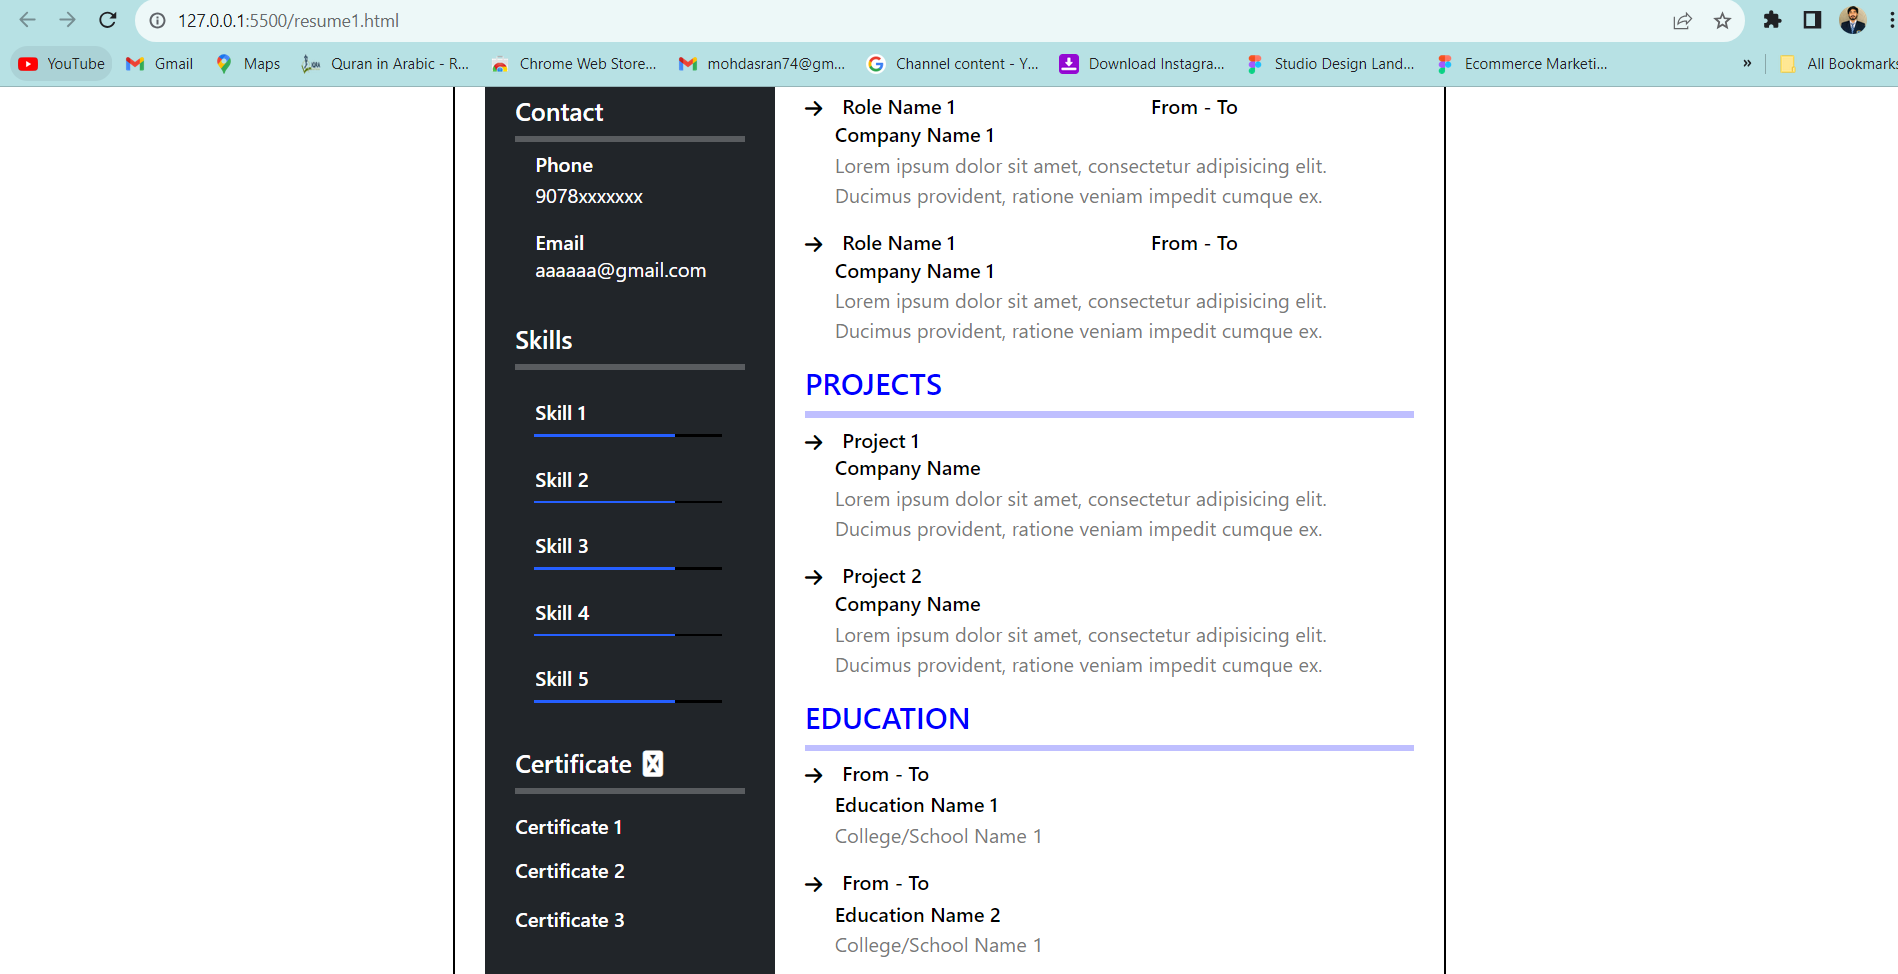 127.0.0.1:5500/resume1.html
YouTube
Gmail
Maps
Quran in Arabic - R...
Chrome Web Store...
mohdasran74@gm...
Channel content - Y...
Download Instagra...
Studio Design Land...
Ecommerce Marketi...
»
All Bookmarks
Contact
Phone
9078xxxxxxx
Email
aaaaaa@gmail.com
Skills
Skill 1
Skill 2
Skill 3
Skill 4
Skill 5
Certificate
Certificate 1
Certificate 2
Certificate 3
→ Role Name 1 From - To
Company Name 1
Lorem ipsum dolor sit amet, consectetur adipisicing elit.
Ducimus provident, ratione veniam impedit cumque ex.
→ Role Name 1 From - To
Company Name 1
Lorem ipsum dolor sit amet, consectetur adipisicing elit.
Ducimus provident, ratione veniam impedit cumque ex.
PROJECTS
→ Project 1
Company Name
Lorem ipsum dolor sit amet, consectetur adipisicing elit.
Ducimus provident, ratione veniam impedit cumque ex.
→ Project 2
Company Name
Lorem ipsum dolor sit amet, consectetur adipisicing elit.
Ducimus provident, ratione veniam impedit cumque ex.
EDUCATION
→ From - To
Education Name 1
College/School Name 1
→ From - To
Education Name 2
College/School Name 1